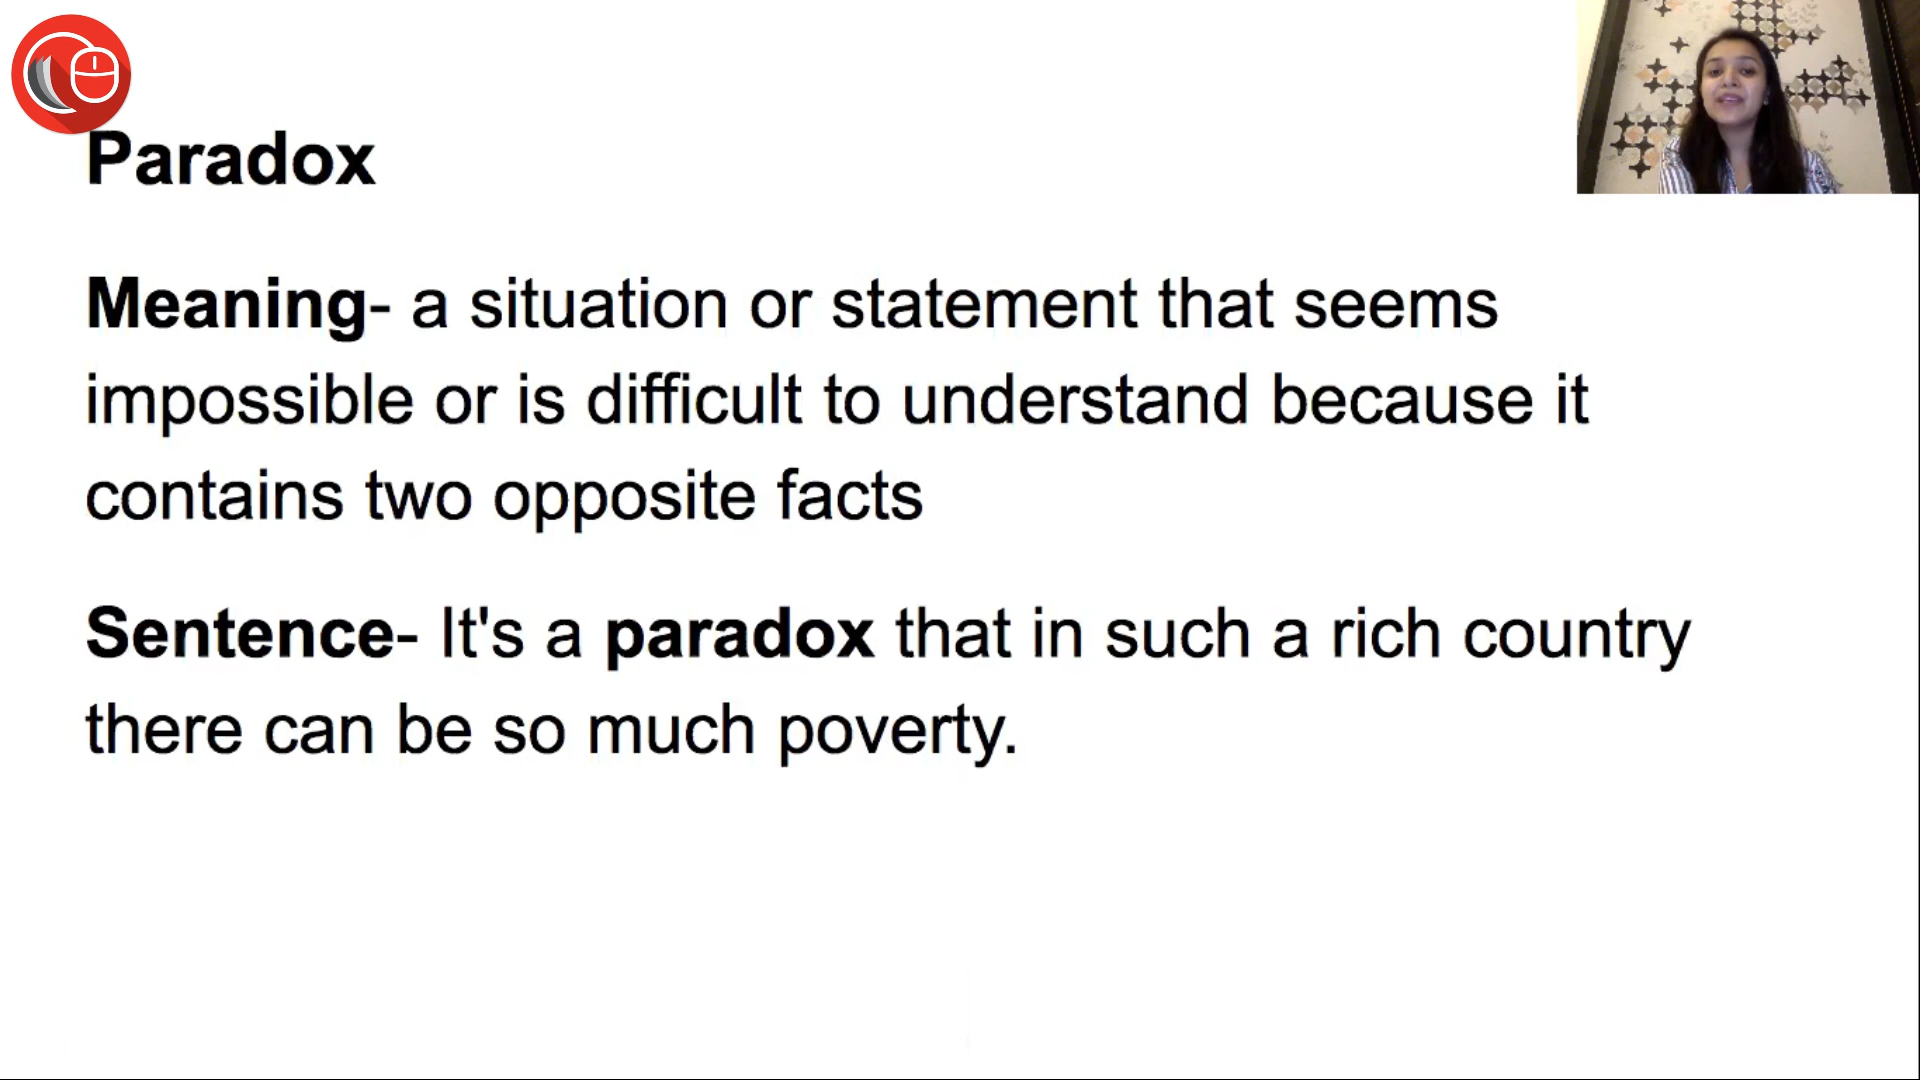 Paradox
Meaning- a situation or statement that seems
impossible or is difficult to understand because it
contains two opposite facts
Sentence- It's a paradox that in such a rich country
there can be so much poverty.